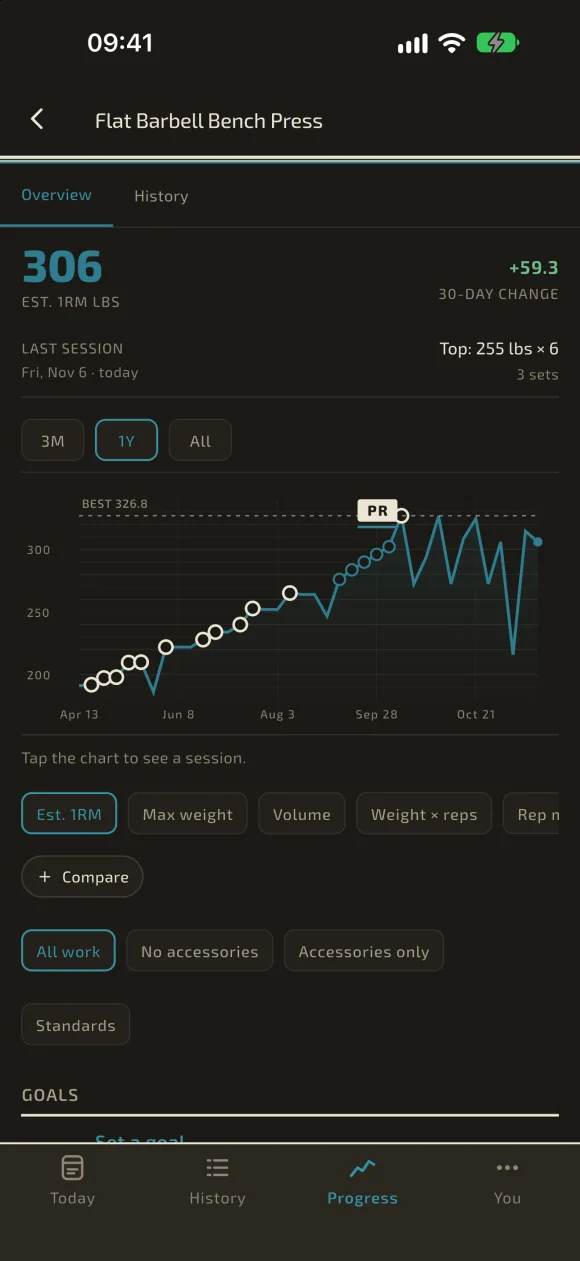 09:41
Flat Barbell Bench Press
Overview History
306 +59.3
EST. 1RM LBS 30-DAY CHANGE
LAST SESSION Top: 255 lbs × 6
Fri, Nov 6 · today 3 sets
3M 1Y All
BEST 326.8 PR
300
250
200
Apr 13 Jun 8 Aug 3 Sep 28 Oct 21
Tap the chart to see a session.
Est. 1RM Max weight Volume Weight × reps Rep
+ Compare
All work No accessories Accessories only
Standards
GOALS
Set a goal
Today History Progress You